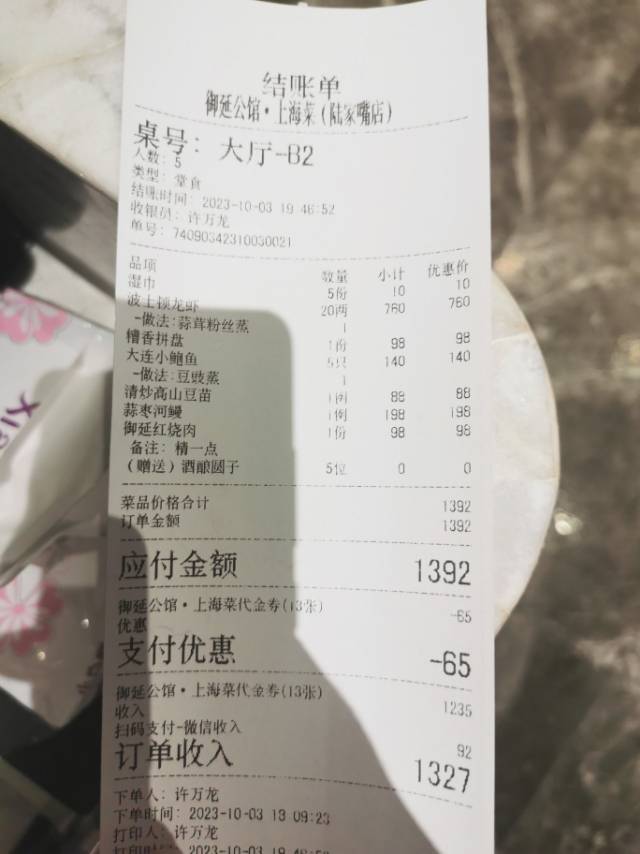 结账单
御延公馆·上海菜(陆家嘴店)
桌号: 大厅-B2
人数: 5
类型: 堂食
结账时间: 2023-10-03 19:46:52
收银员: 许万龙
单号: 74090342310030021
品项 数量 小计 优惠价
湿巾 5份 10 10
波士顿龙虾 20两 760 760
-做法:蒜茸粉丝蒸 1
糟香拼盘 1份 98 98
大连小鲍鱼 5只 140 140
-做法:豆豉蒸 1
清炒高山豆苗 1例 88 88
蒜枣河鳗 1例 198 198
御延红烧肉 1份 98 98
备注: 精一点
(赠送)酒酿圆子 5位 0 0
菜品价格合计 1392
订单金额 1392
应付金额 1392
御延公馆·上海菜代金券(13张)
优惠 -65
支付优惠 -65
御延公馆·上海菜代金券(13张)
收入 1235
扫码支付-微信收入 92
订单收入 1327
下单人: 许万龙
下单时间: 2023-10-03 18:09:23
打印人: 许万龙
打印时间: 2023-10-03 19:46:52